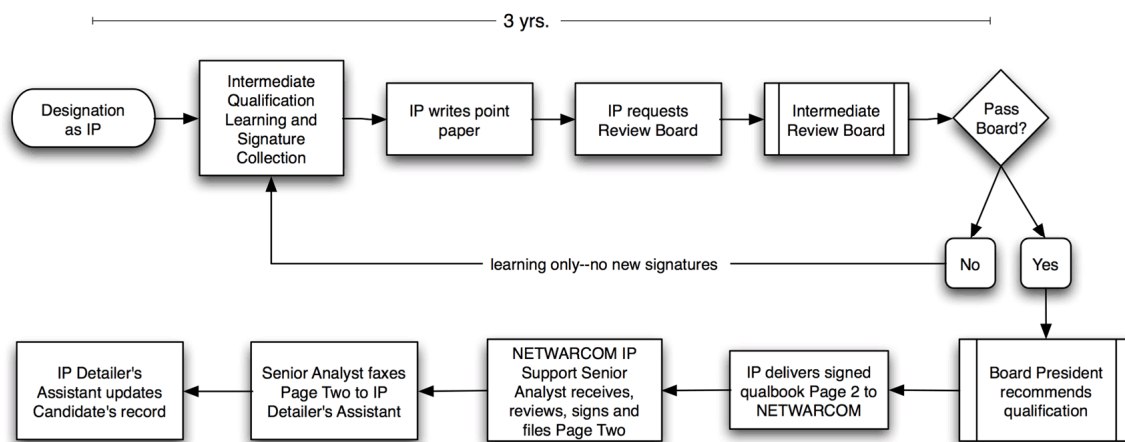 3 yrs.
Designation
as IP
Intermediate
Qualification
Learning and
Signature
Collection
IP writes point
paper
IP requests
Review Board
Intermediate
Review Board
Pass
Board?
learning only--no new signatures
No
Yes
IP Detailer's
Assistant updates
Candidate's record
Senior Analyst faxes
Page Two to IP
Detailer's Assistant
NETWARCOM IP
Support Senior
Analyst receives,
reviews, signs and
files Page Two
IP delivers signed
qualbook Page 2 to
NETWARCOM
Board President
recommends
qualification